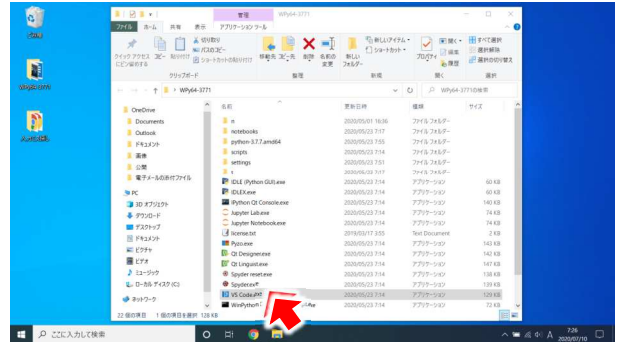 管理
WPy64-3771
ファイル ホーム 共有 表示 アプリケーション ツール
クイック アクセス にピン留めする
コピー 貼り付け
切り取り
パスのコピー
ショートカットの貼り付け
移動先 コピー先 削除 名前の変更
新しいフォルダー
新しいアイテム
ショートカット
プロパティ
開く
編集
履歴
すべて選択
選択解除
選択の切り替え
クリップボード 整理 新規 開く 選択
WPy64-3771
WPy64-3771の検索
名前 更新日時 種類 サイズ
OneDrive
Documents
Outlook
ドキュメント
画像
公開
電子メールの添付ファイル
PC
3D オブジェクト
ダウンロード
デスクトップ
ドキュメント
ピクチャ
ビデオ
ミュージック
ローカル ディスク (C:)
ネットワーク
n 2020/05/01 16:36 ファイル フォルダー
notebooks 2020/05/23 7:17 ファイル フォルダー
python-3.7.7.amd64 2020/05/23 7:55 ファイル フォルダー
scripts 2020/05/23 7:14 ファイル フォルダー
settings 2020/05/23 7:51 ファイル フォルダー
t 2020/05/23 7:17 ファイル フォルダー
IDLE (Python GUI).exe 2020/05/23 7:14 アプリケーション 60 KB
IDLEX.exe 2020/05/23 7:14 アプリケーション 60 KB
IPython Qt Console.exe 2020/05/23 7:14 アプリケーション 140 KB
Jupyter Lab.exe 2020/05/23 7:14 アプリケーション 74 KB
Jupyter Notebook.exe 2020/05/23 7:14 アプリケーション 74 KB
license.txt 2019/03/17 3:55 Text Document 2 KB
Pyzo.exe 2020/05/23 7:14 アプリケーション 143 KB
Qt Designer.exe 2020/05/23 7:14 アプリケーション 142 KB
Qt Linguist.exe 2020/05/23 7:14 アプリケーション 147 KB
Spyder reset.exe 2020/05/23 7:14 アプリケーション 138 KB
Spyder.exe 2020/05/23 7:14 アプリケーション 139 KB
VS Code.exe 2020/05/23 7:14 アプリケーション 129 KB
WinPython 2020/05/23 7:14 アプリケーション 72 KB
22 個の項目 1 個の項目を選択 128 KB
ここに入力して検索
A
7:26
2020/07/10